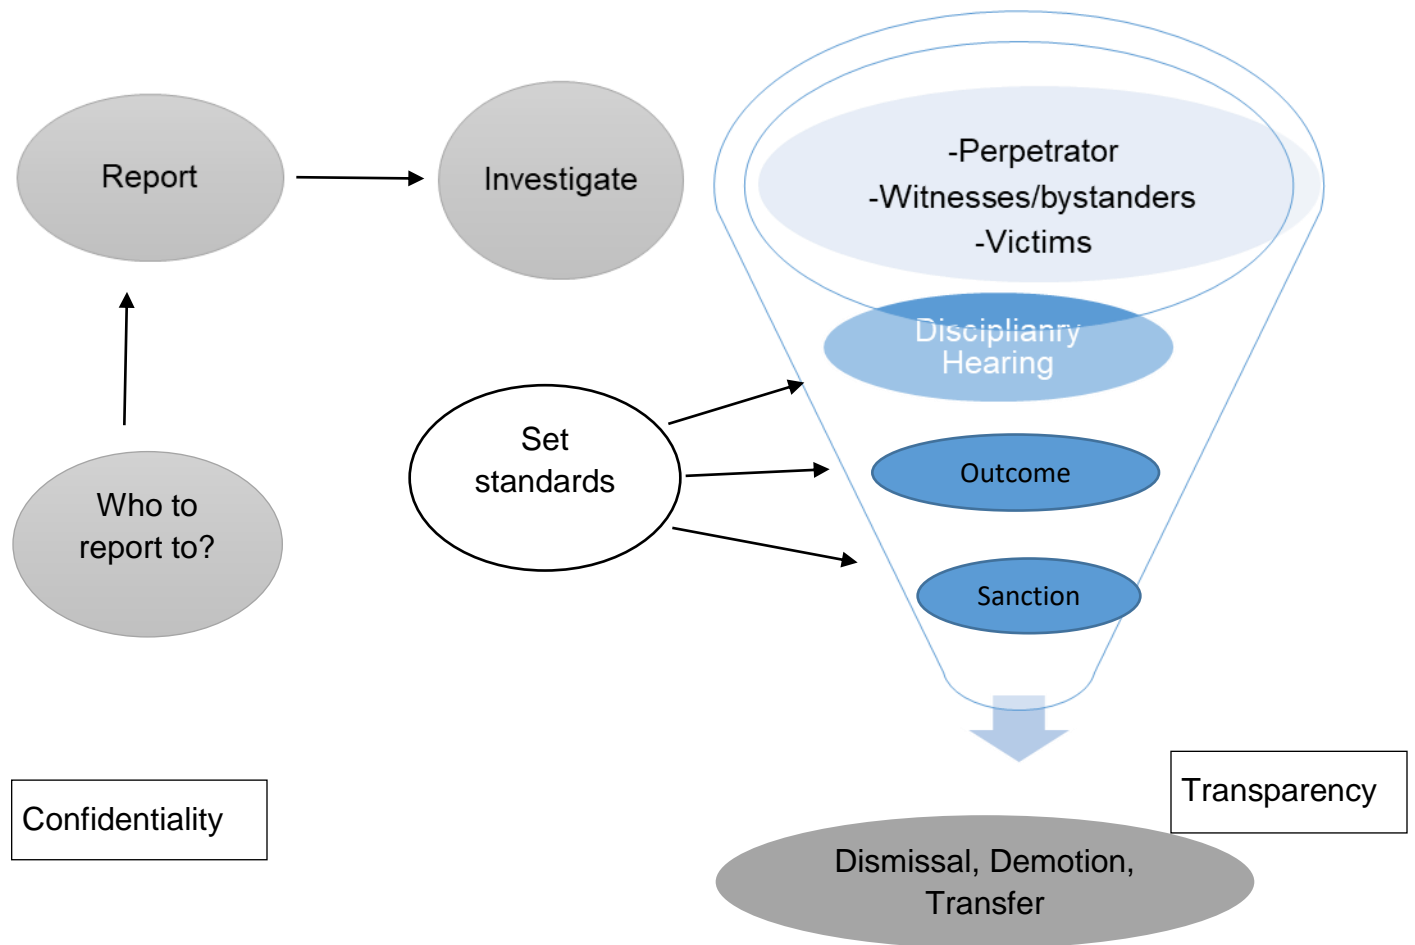 Report
Investigate
-Perpetrator
-Witnesses/bystanders
-Victims
Disciplianry
Hearing
Set
standards
Outcome
Who to
report to?
Sanction
Confidentiality
Transparency
Dismissal, Demotion,
Transfer